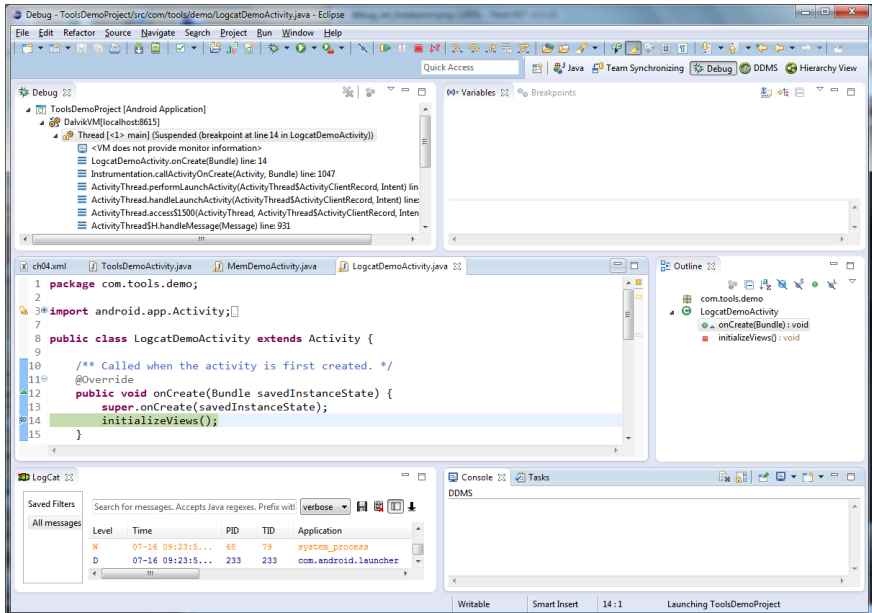 Debug - ToolsDemoProject/src/com/tools/demo/LogcatDemoActivity.java - Eclipse
File Edit Refactor Source Navigate Search Project Run Window Help
Quick Access Java Team Synchronizing Debug DDMS Hierarchy View
Debug
ToolsDemoProject [Android Application]
DalvikVM[localhost:8615]
Thread [<1> main] (Suspended (breakpoint at line 14 in LogcatDemoActivity))
<VM does not provide monitor information>
LogcatDemoActivity.onCreate(Bundle) line: 14
Instrumentation.callActivityOnCreate(Activity, Bundle) line: 1047
ActivityThread.performLaunchActivity(ActivityThread$ActivityClientRecord, Intent) lin
ActivityThread.handleLaunchActivity(ActivityThread$ActivityClientRecord, Intent) line:
ActivityThread.access$1500(ActivityThread, ActivityThread$ActivityClientRecord, Inten
ActivityThread$H.handleMessage(Message) line: 931
(x)= Variables Breakpoints
ch04.xml ToolsDemoActivity.java MemDemoActivity.java LogcatDemoActivity.java
1 package com.tools.demo;
2
3 import android.app.Activity;
7
8 public class LogcatDemoActivity extends Activity {
9
10 /** Called when the activity is first created. */
11 @Override
12 public void onCreate(Bundle savedInstanceState) {
13 super.onCreate(savedInstanceState);
14 initializeViews();
15 }
Outline
com.tools.demo
LogcatDemoActivity
onCreate(Bundle) : void
initializeViews() : void
LogCat
Saved Filters
All messages
Search for messages. Accepts Java regexes. Prefix witl verbose
Level Time PID TID Application
W 07-16 09:23:5... 68 79 system_process
D 07-16 09:23:5... 233 233 com.android.launcher
Console Tasks
DDMS
Writable Smart Insert 14 : 1 Launching ToolsDemoProject